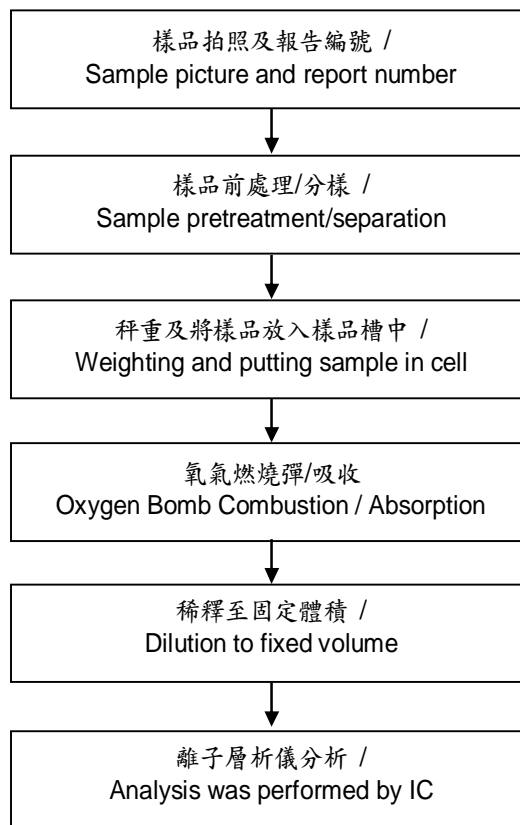 樣品拍照及報告編號 /
Sample picture and report number
樣品前處理/分樣 /
Sample pretreatment/separation
秤重及將樣品放入樣品槽中 /
Weighting and putting sample in cell
氧氣燃燒彈/吸收
Oxygen Bomb Combustion / Absorption
稀釋至固定體積 /
Dilution to fixed volume
離子層析儀分析 /
Analysis was performed by IC